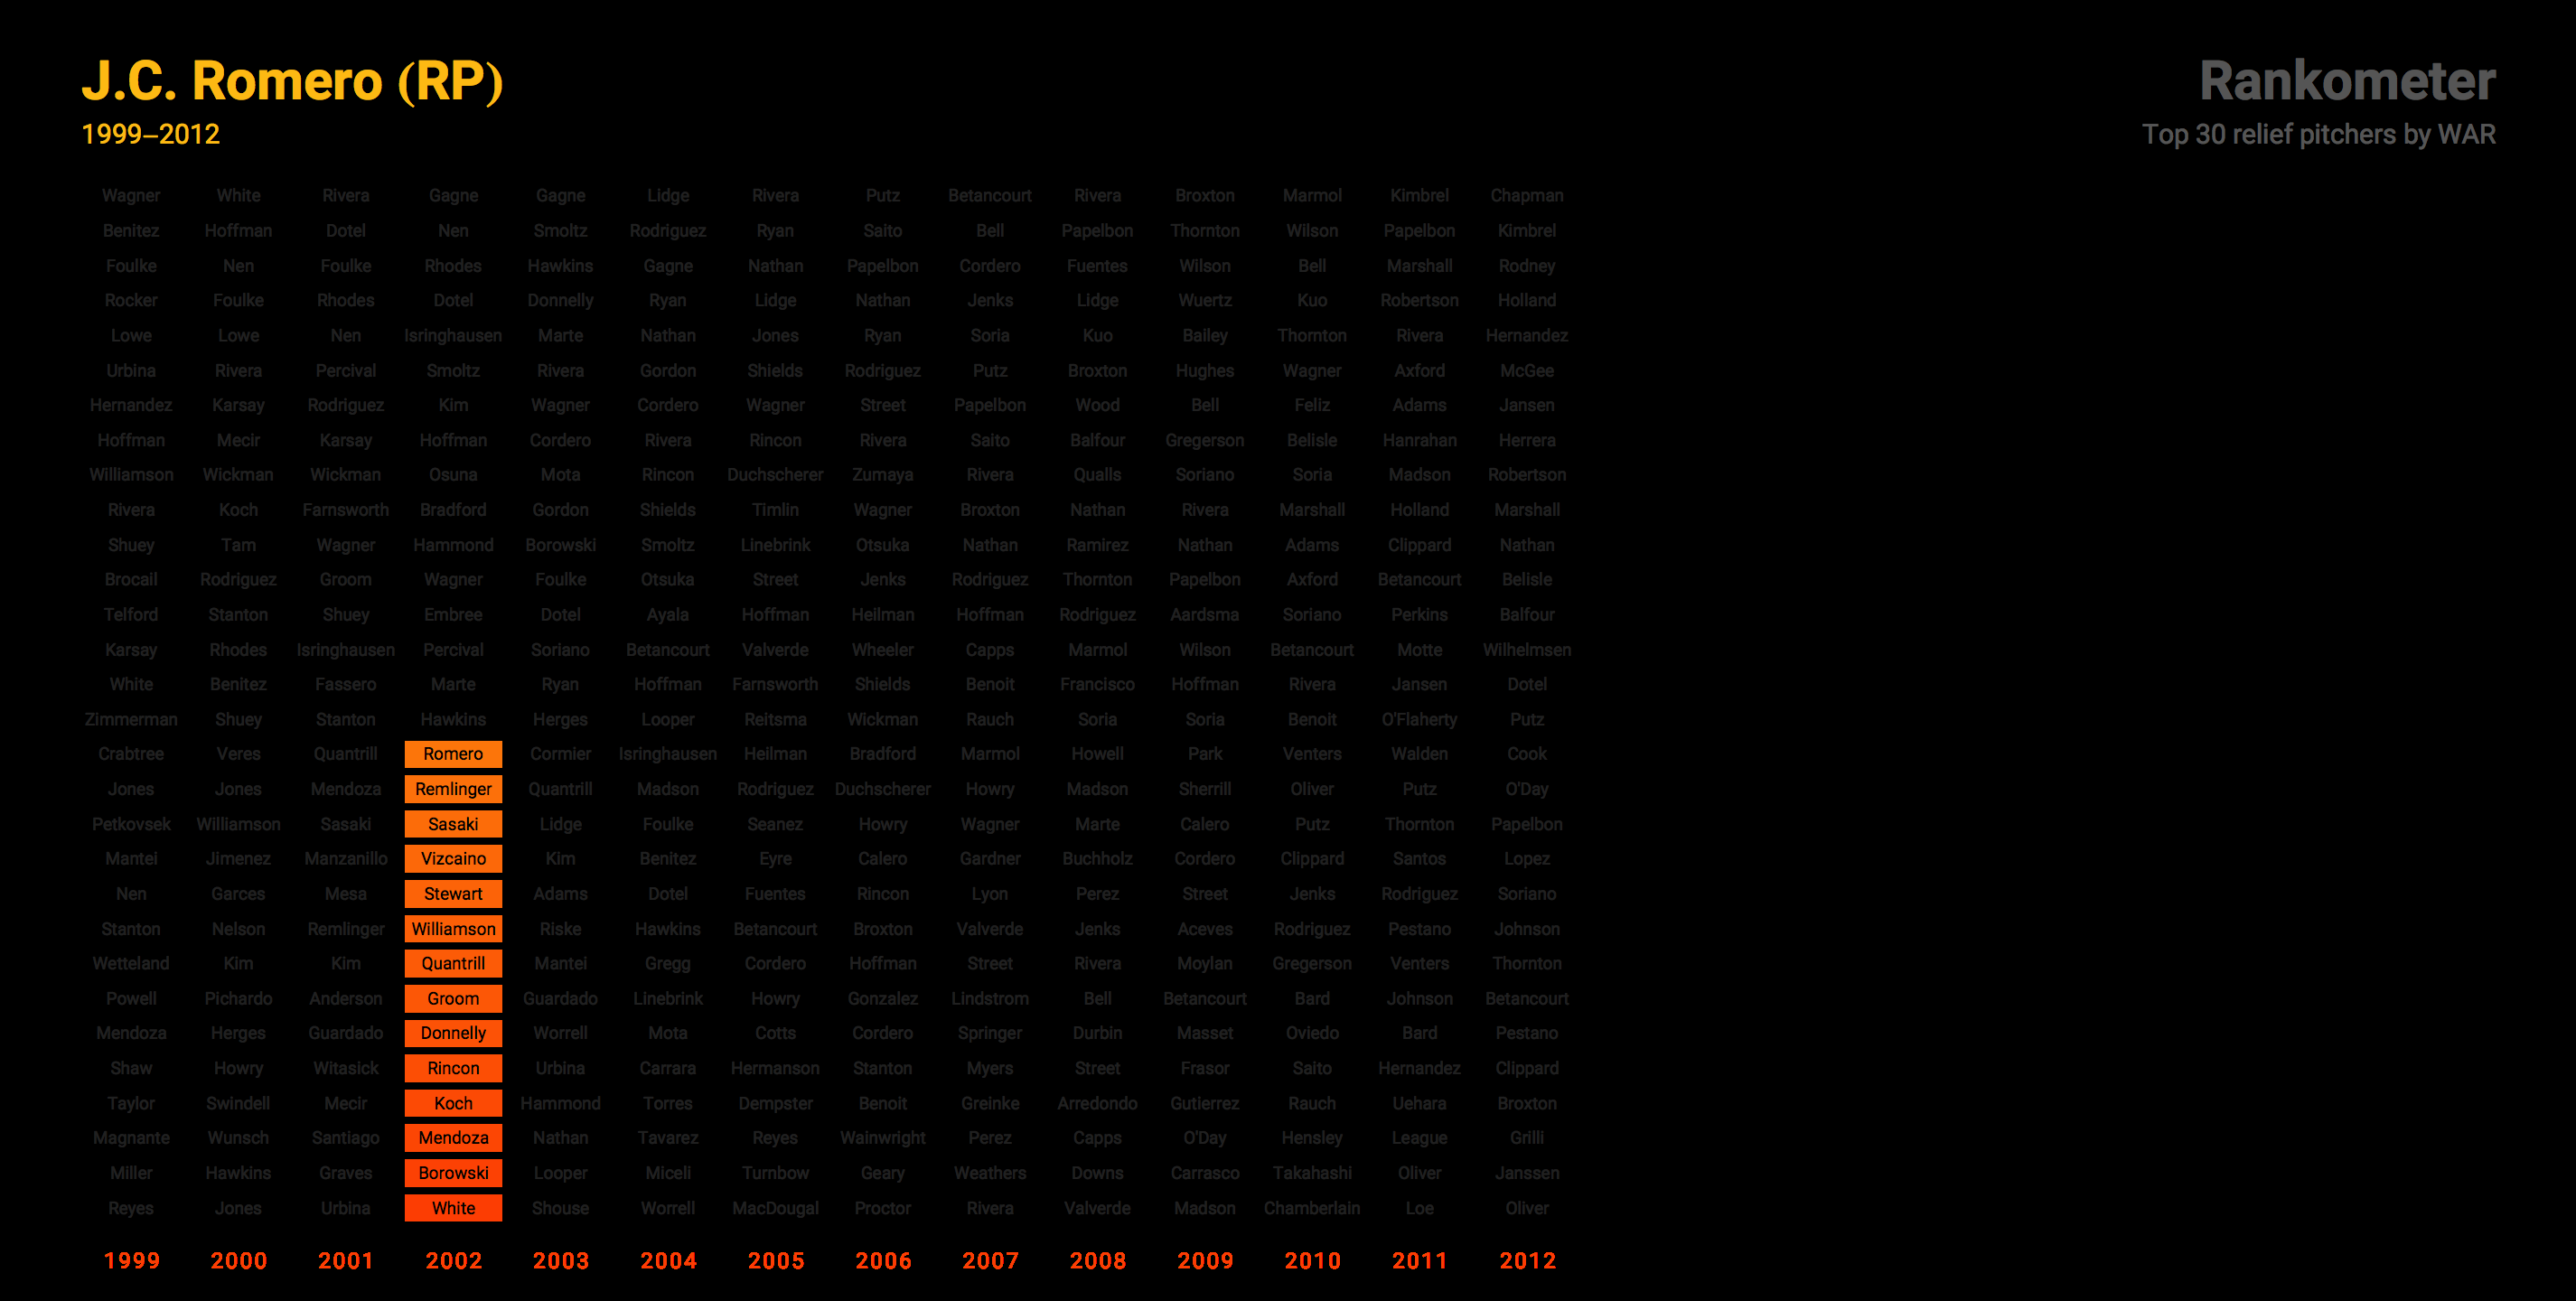 J.C. Romero (RP)
1999–2012
Rankometer
Top 30 relief pitchers by WAR
Wagner White Rivera Gagne Gagne Lidge Rivera Putz Betancourt Rivera Broxton Marmol Kimbrel Chapman
Benitez Hoffman Dotel Nen Smoltz Rodriguez Ryan Saito Bell Papelbon Thornton Wilson Papelbon Kimbrel
Foulke Nen Foulke Rhodes Hawkins Gagne Nathan Papelbon Cordero Fuentes Wilson Bell Marshall Rodney
Rocker Foulke Rhodes Dotel Donnelly Ryan Lidge Nathan Jenks Lidge Wuertz Kuo Robertson Holland
Lowe Lowe Nen Isringhausen Marte Nathan Jones Ryan Soria Kuo Bailey Thornton Rivera Hernandez
Urbina Rivera Percival Smoltz Rivera Gordon Shields Rodriguez Putz Broxton Hughes Wagner Axford McGee
Hernandez Karsay Rodriguez Kim Wagner Cordero Wagner Street Papelbon Wood Bell Feliz Adams Jansen
Hoffman Mecir Karsay Hoffman Cordero Rivera Rincon Rivera Saito Balfour Gregerson Belisle Hanrahan Herrera
Williamson Wickman Wickman Osuna Mota Rincon Duchscherer Zumaya Rivera Qualls Soriano Soria Madson Robertson
Rivera Koch Farnsworth Bradford Gordon Shields Timlin Wagner Broxton Nathan Rivera Marshall Holland Marshall
Shuey Tam Wagner Hammond Borowski Smoltz Linebrink Otsuka Nathan Ramirez Nathan Adams Clippard Nathan
Brocail Rodriguez Groom Wagner Foulke Otsuka Street Jenks Rodriguez Thornton Papelbon Axford Betancourt Belisle
Telford Stanton Shuey Embree Dotel Ayala Hoffman Heilman Hoffman Rodriguez Aardsma Soriano Perkins Balfour
Karsay Rhodes Isringhausen Percival Soriano Betancourt Valverde Wheeler Capps Marmol Wilson Betancourt Motte Wilhelmsen
White Benitez Fassero Marte Ryan Hoffman Farnsworth Shields Benoit Francisco Hoffman Rivera Jansen Dotel
Zimmerman Shuey Stanton Hawkins Herges Looper Reitsma Wickman Rauch Soria Soria Benoit O'Flaherty Putz
Crabtree Veres Quantrill Romero Cormier Isringhausen Heilman Bradford Marmol Howell Park Venters Walden Cook
Jones Jones Mendoza Remlinger Quantrill Madson Rodriguez Duchscherer Howry Madson Sherrill Oliver Putz O'Day
Petkovsek Williamson Sasaki Sasaki Lidge Foulke Seanez Howry Wagner Marte Calero Putz Thornton Papelbon
Mantei Jimenez Manzanillo Vizcaino Kim Benitez Eyre Calero Gardner Buchholz Cordero Clippard Santos Lopez
Nen Garces Mesa Stewart Adams Dotel Fuentes Rincon Lyon Perez Street Jenks Rodriguez Soriano
Stanton Nelson Remlinger Williamson Riske Hawkins Betancourt Broxton Valverde Jenks Aceves Rodriguez Pestano Johnson
Wetteland Kim Kim Quantrill Mantei Gregg Cordero Hoffman Street Rivera Moylan Gregerson Venters Thornton
Powell Pichardo Anderson Groom Guardado Linebrink Howry Gonzalez Lindstrom Bell Betancourt Bard Johnson Betancourt
Mendoza Herges Guardado Donnelly Worrell Mota Cotts Cordero Springer Durbin Masset Oviedo Bard Pestano
Shaw Howry Witasick Rincon Urbina Carrara Hermanson Stanton Myers Street Frasor Saito Hernandez Clippard
Taylor Swindell Mecir Koch Hammond Torres Dempster Benoit Greinke Arredondo Gutierrez Rauch Uehara Broxton
Magnante Wunsch Santiago Mendoza Nathan Tavarez Reyes Wainwright Perez Capps O'Day Hensley League Grilli
Miller Hawkins Graves Borowski Looper Miceli Turnbow Geary Weathers Downs Carrasco Takahashi Oliver Janssen
Reyes Jones Urbina White Shouse Worrell MacDougal Proctor Rivera Valverde Madson Chamberlain Loe Oliver
1999 2000 2001 2002 2003 2004 2005 2006 2007 2008 2009 2010 2011 2012